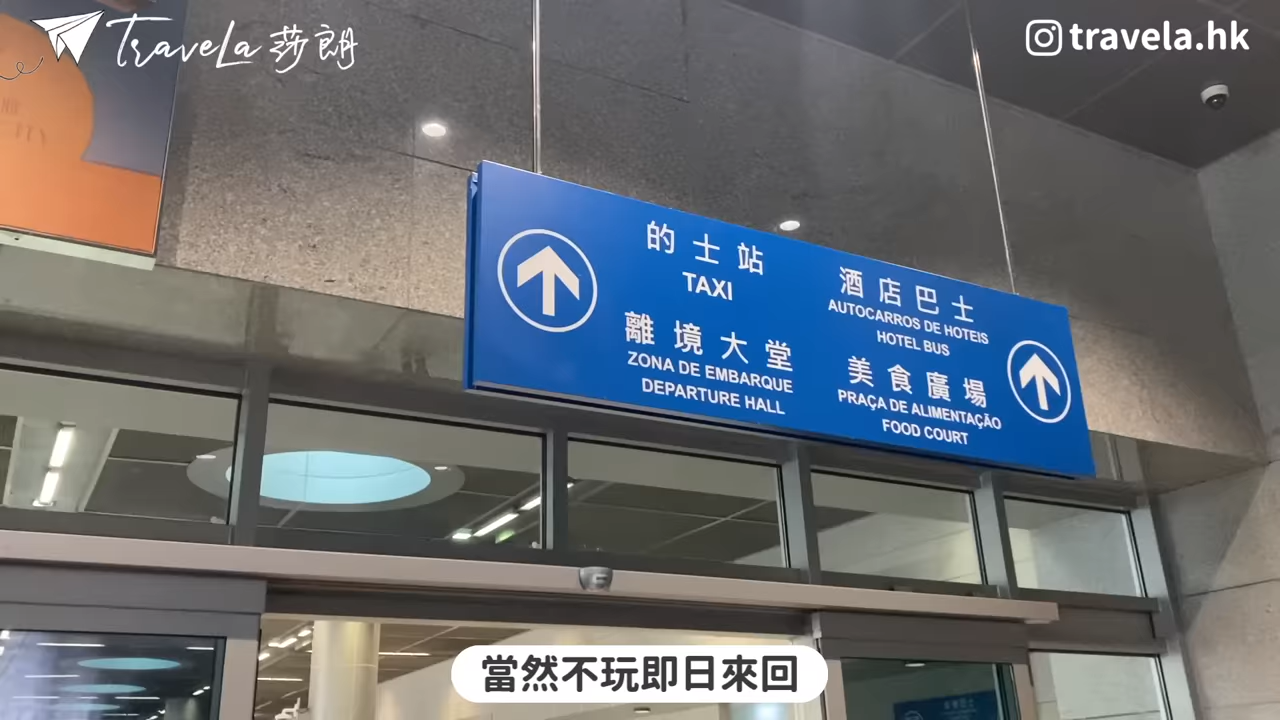 TraveLa 莎朗
travela.hk
的士站
TAXI
離境大堂
ZONA DE EMBARQUE
DEPARTURE HALL
酒店巴士
AUTOCARROS DE HOTEIS
HOTEL BUS
美食廣場
PRAÇA DE ALIMENTAÇÃO
FOOD COURT
當然不玩即日來回